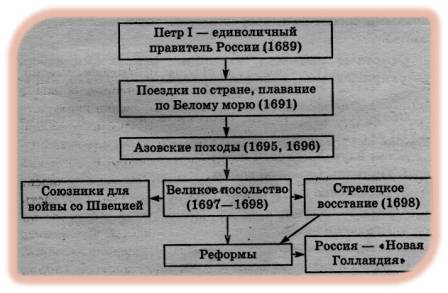 Петр I — единоличный
правитель России (1689)
Поездки по стране, плавание
по Белому морю (1691)
Азовские походы (1695, 1696)
Союзники для
войны со Швецией
Великое посольство
(1697—1698)
Стрелецкое
восстание (1698)
Реформы
Россия — «Новая
Голландия»